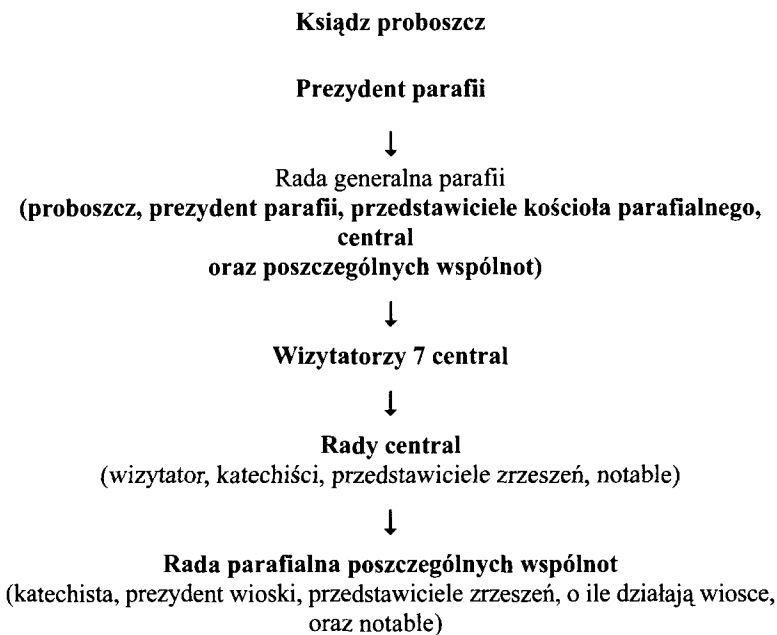 Ksiądz proboszcz
Prezydent parafii
↓
Rada generalna parafii
(proboszcz, prezydent parafii, przedstawiciele kościoła parafialnego,
central
oraz poszczególnych wspólnot)
↓
Wizytatorzy 7 central
↓
Rady central
(wizytator, katechiści, przedstawiciele zrzeszeń, notable)
↓
Rada parafialna poszczególnych wspólnot
(katechista, prezydent wioski, przedstawiciele zrzeszeń, o ile działają wiosce,
oraz notable)